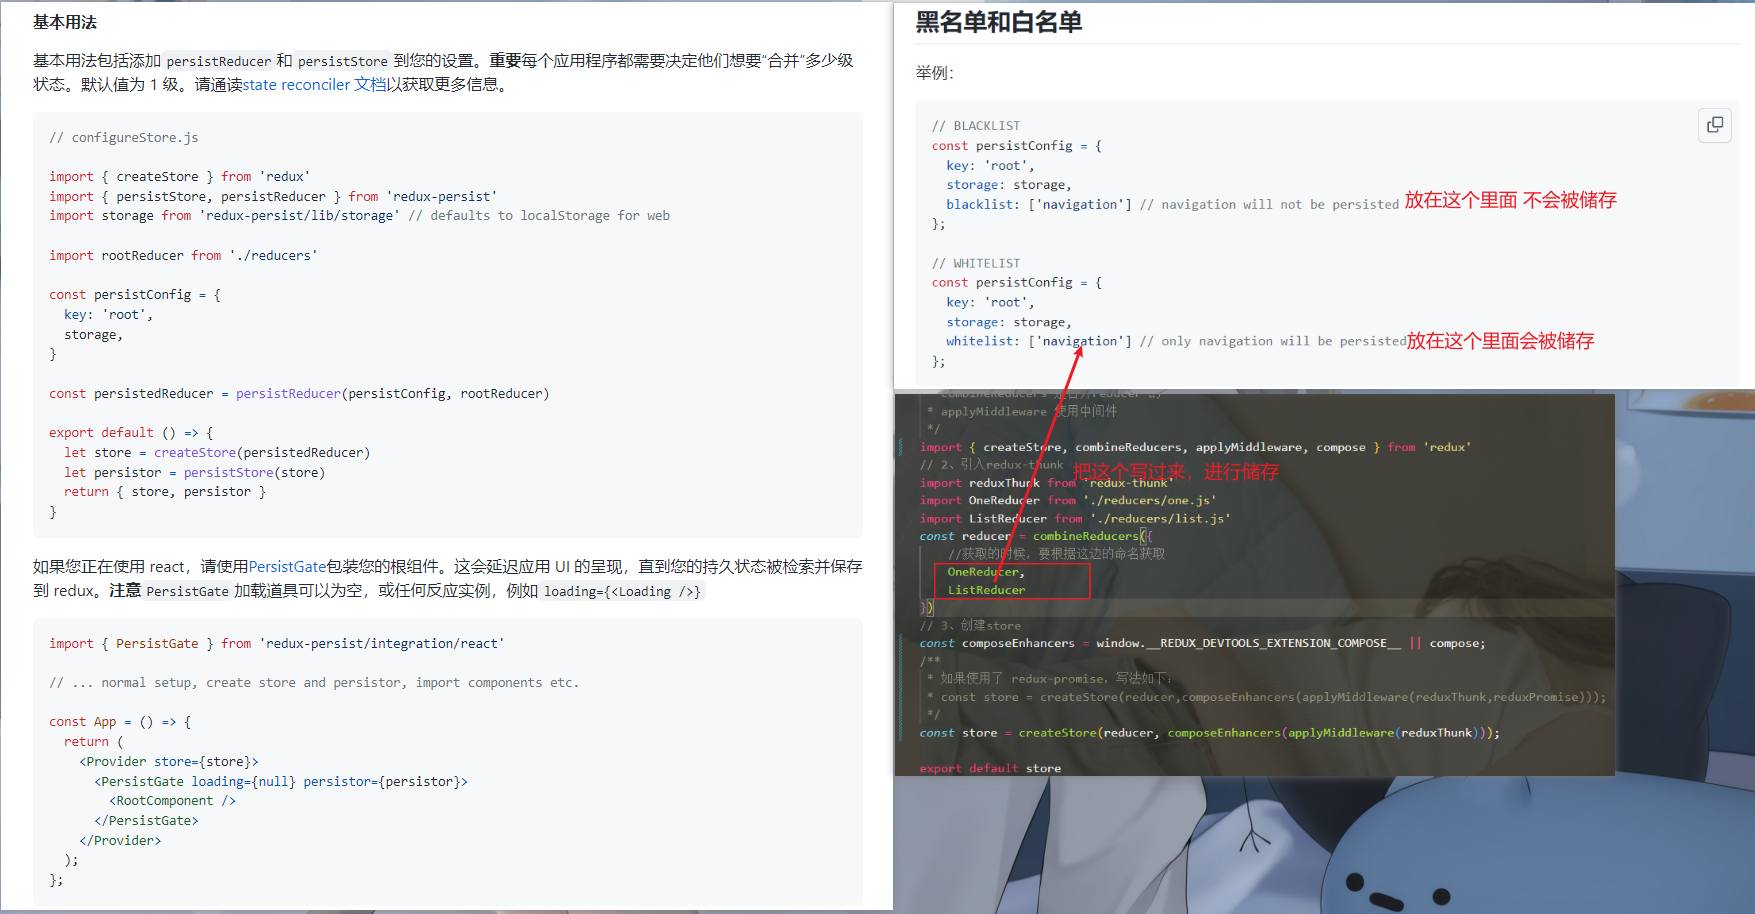 基本用法
基本用法包括添加 persistReducer 和 persistStore 到您的设置。重要每个应用程序都需要决定他们想要“合并”多少级
状态。默认值为 1 级。请通读state reconciler 文档以获取更多信息。
// configureStore.js
import { createStore } from 'redux'
import { persistStore, persistReducer } from 'redux-persist'
import storage from 'redux-persist/lib/storage' // defaults to localStorage for web
import rootReducer from './reducers'
const persistConfig = {
  key: 'root',
  storage,
}
const persistedReducer = persistReducer(persistConfig, rootReducer)
export default () => {
  let store = createStore(persistedReducer)
  let persistor = persistStore(store)
  return { store, persistor }
}
如果您正在使用 react，请使用PersistGate包装您的根组件。这会延迟应用 UI 的呈现，直到您的持久状态被检索并保存
到 redux。注意 PersistGate 加载道具可以为空，或任何反应实例，例如 loading={<Loading />}
import { PersistGate } from 'redux-persist/integration/react'
// ... normal setup, create store and persistor, import components etc.
const App = () => {
  return (
    <Provider store={store}>
      <PersistGate loading={null} persistor={persistor}>
        <RootComponent />
      </PersistGate>
    </Provider>
  );
};
黑名单和白名单
举例：
// BLACKLIST
const persistConfig = {
  key: 'root',
  storage: storage,
  blacklist: ['navigation'] // navigation will not be persisted 放在这个里面 不会被储存
};
// WHITELIST
const persistConfig = {
  key: 'root',
  storage: storage,
  whitelist: ['navigation'] // only navigation will be persisted 放在这个里面会被储存
};
* combineReducers 是合并reducer 的
* applyMiddleware 使用中间件
*/
import { createStore, combineReducers, applyMiddleware, compose } from 'redux'
// 2、引入redux-thunk
把这个写过来，进行储存
import reduxThunk from 'redux-thunk'
import OneReducer from './reducers/one.js'
import ListReducer from './reducers/list.js'
const reducer = combineReducers({
    //获取的时候，要根据这边的命名获取
    OneReducer,
    ListReducer
})
// 3、创建store
const composeEnhancers = window.__REDUX_DEVTOOLS_EXTENSION_COMPOSE__ || compose;
/**
* 如果使用了 redux-promise，写法如下：
* const store = createStore(reducer,composeEnhancers(applyMiddleware(reduxThunk,reduxPromise)));
*/
const store = createStore(reducer, composeEnhancers(applyMiddleware(reduxThunk)));
export default store